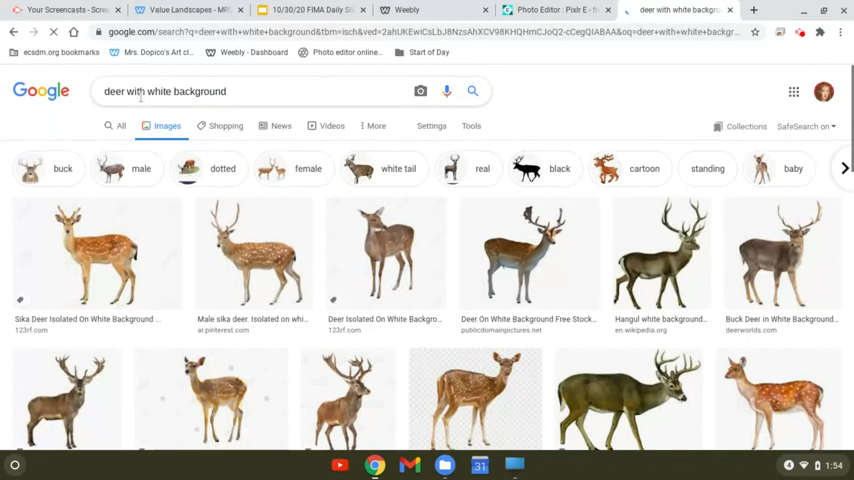 Your Screencasts - Screenc
Value Landscapes - MRS
10/30/20 FIMA Daily Sli
Weebly
Photo Editor : Pixlr E - fr
deer with white backgro
google.com/search?q=deer+with+white+background&tbm=isch&ved=2ahUKEwiCsLbJ8NzsAhXCV98KHQHmCJoQ2-cCegQIABAA&oq=deer+with+white+backgr...
ecsdm.org bookmarks
Mrs. Dopico's Art cl...
Weebly - Dashboard
Photo editor online...
Start of Day
Google
deer with white background
All
Images
Shopping
News
Videos
More
Settings
Tools
Collections
SafeSearch on
buck
male
dotted
female
white tail
real
black
cartoon
standing
baby
Sika Deer Isolated On White Background ...
Male sika deer. Isolated on whi...
Deer Isolated On White Backgro...
Deer On White Background Free Stock...
Hangul white background...
Buck Deer in White Background...
123rf.com
ar.pinterest.com
123rf.com
publicdomainpictures.net
en.wikipedia.org
deerworlds.com
31
4
1:54